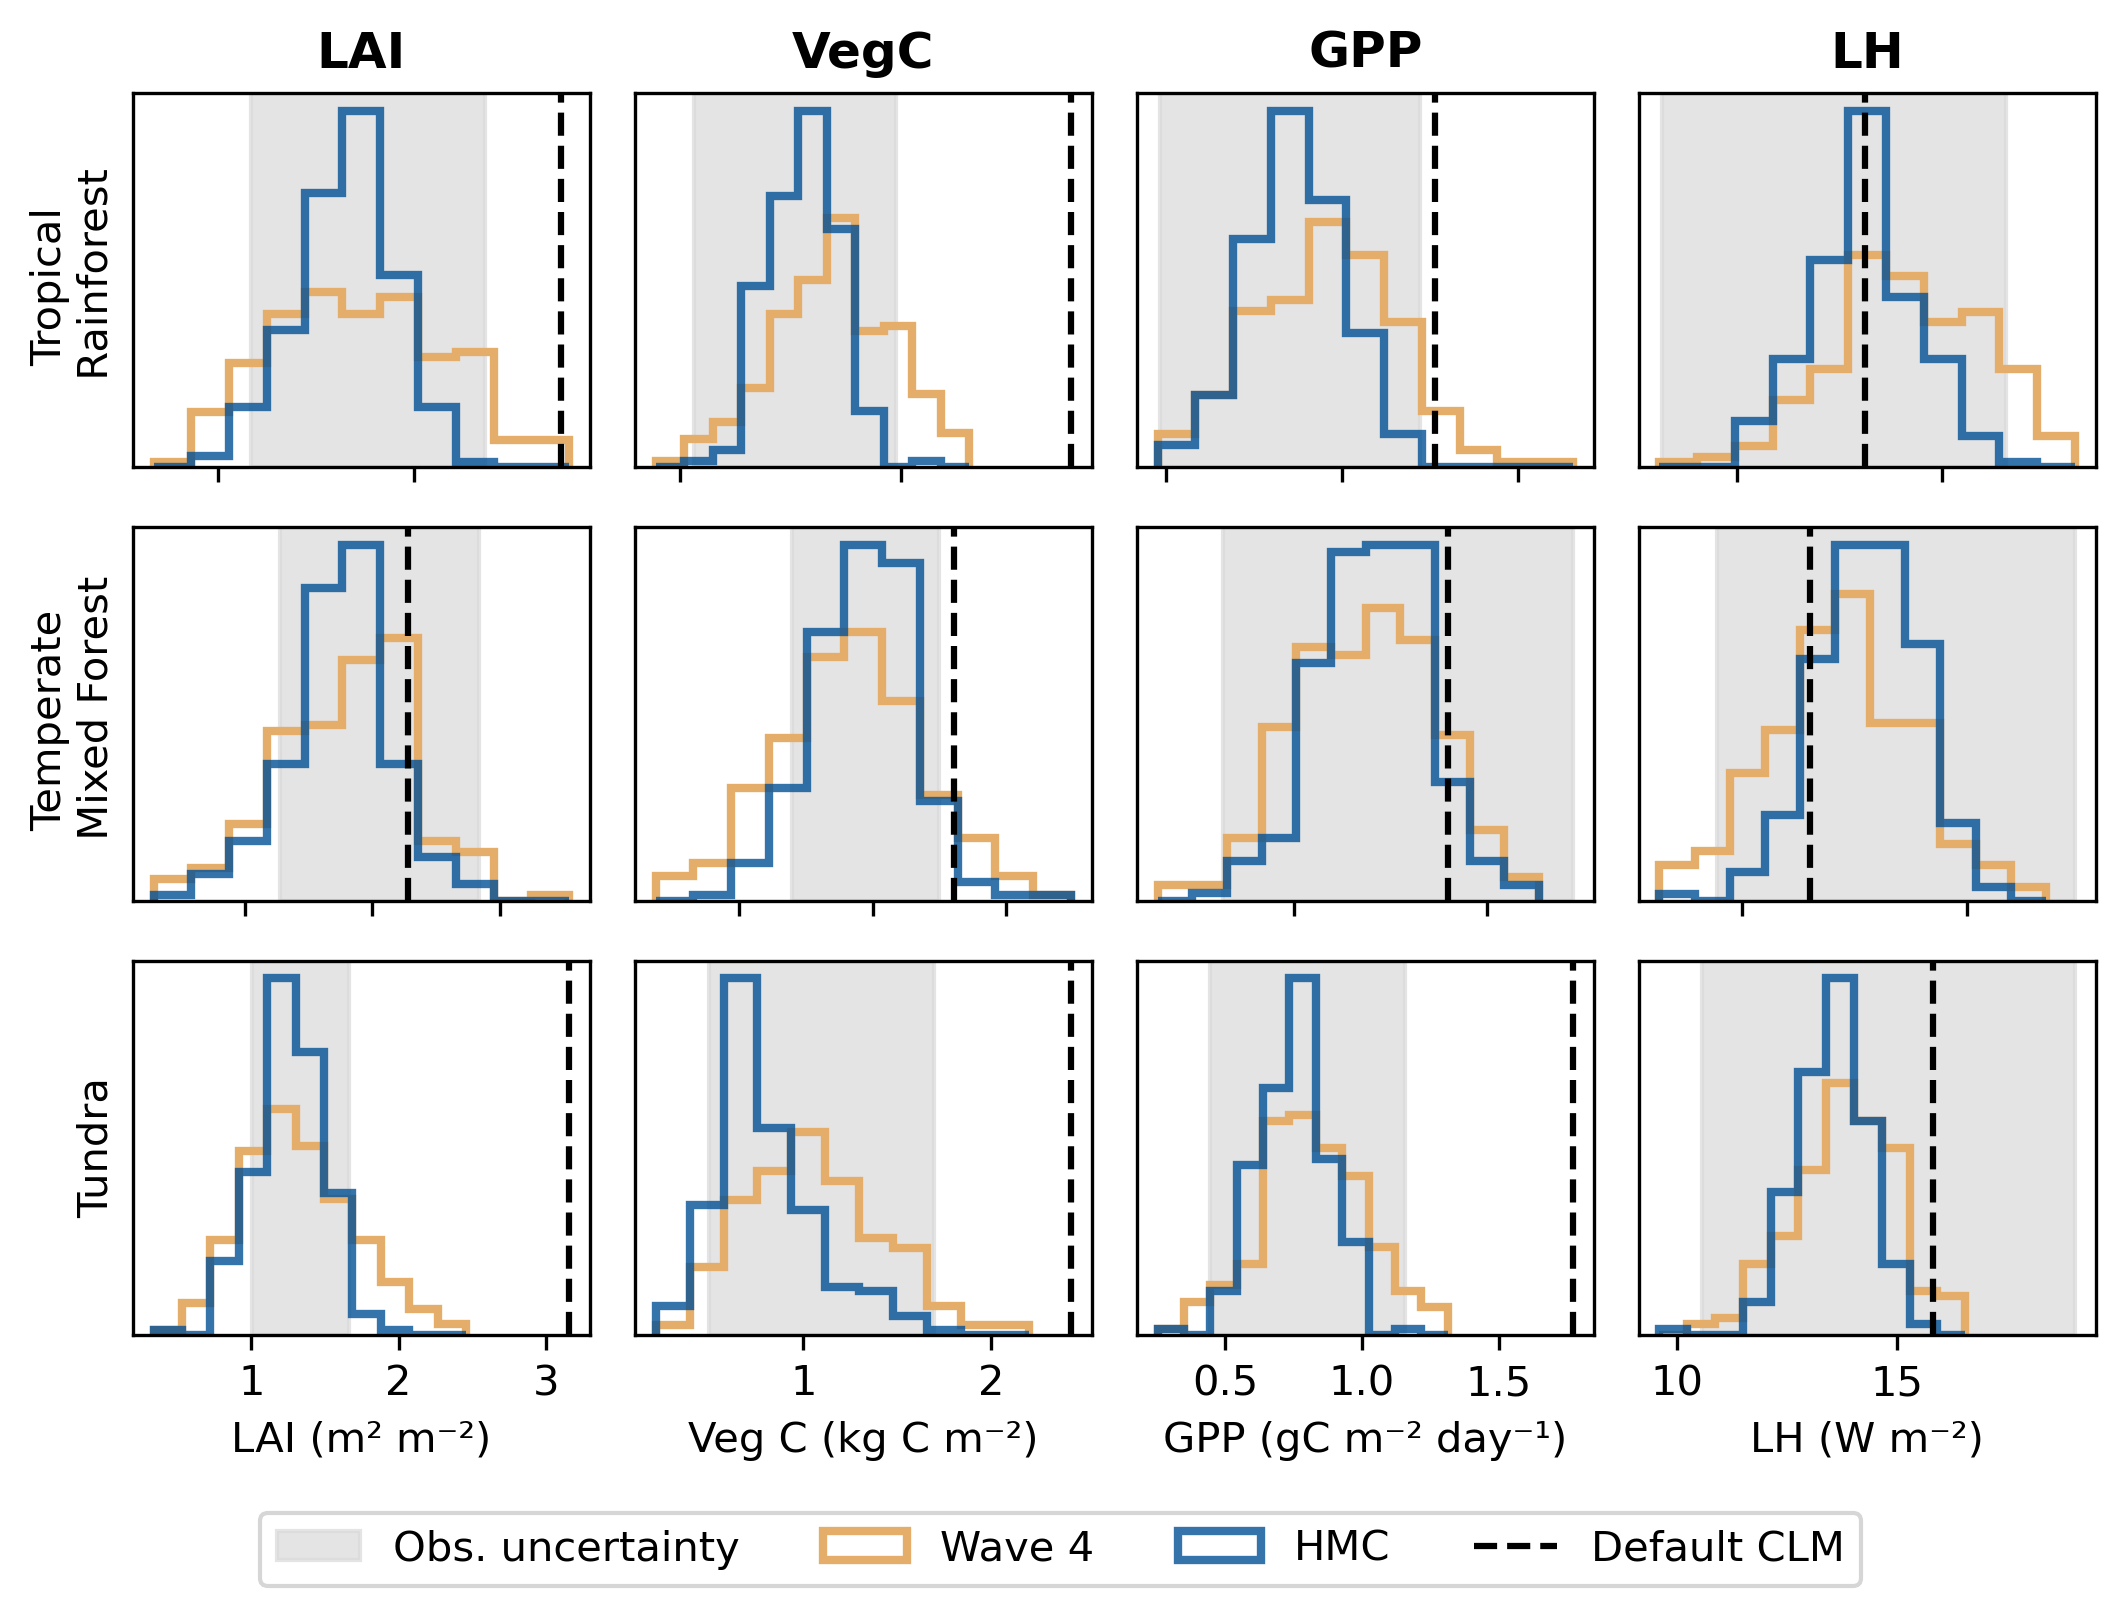 LAI VegC GPP LH
Tropical
Rainforest
Temperate
Mixed Forest
Tundra
1 2 3 1 2 0.5 1.0 1.5 10 15
LAI (m² m⁻²) Veg C (kg C m⁻²) GPP (gC m⁻² day⁻¹) LH (W m⁻²)
Obs. uncertainty Wave 4 HMC Default CLM